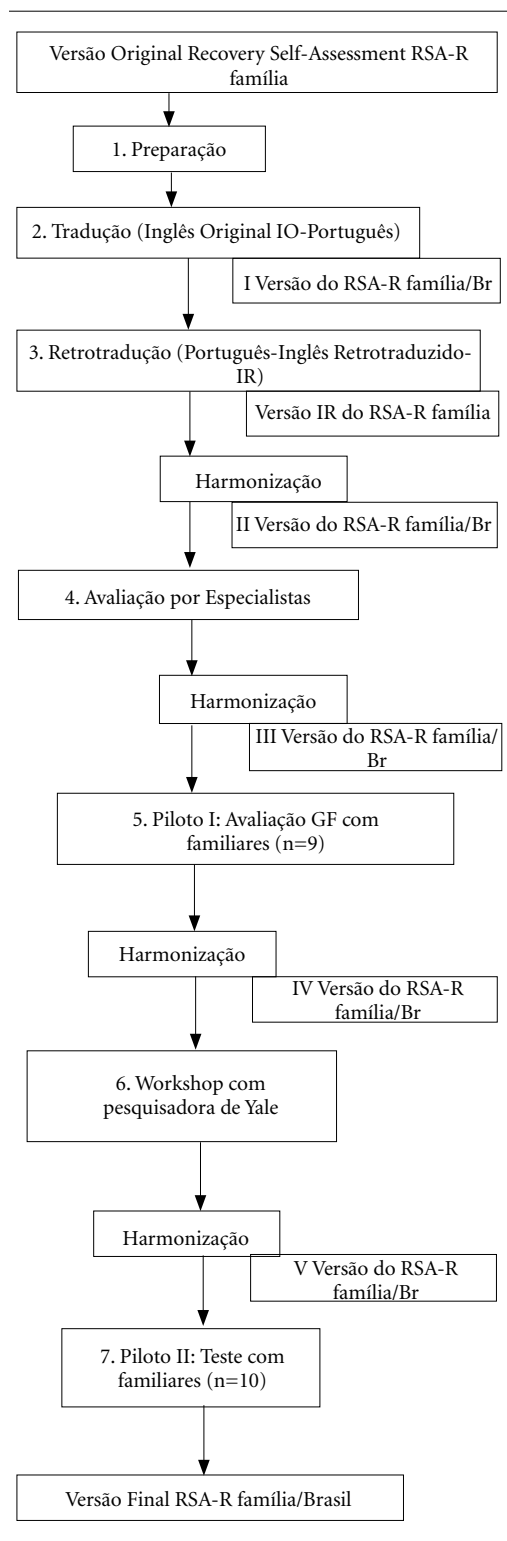 Versão Original Recovery Self-Assessment RSA-R
família
1. Preparação
2. Tradução (Inglês Original IO-Português)
I Versão do RSA-R família/Br
3. Retrotradução (Português-Inglês Retrotraduzido-
IR)
Versão IR do RSA-R família
Harmonização
II Versão do RSA-R família/Br
4. Avaliação por Especialistas
Harmonização
III Versão do RSA-R família/
Br
5. Piloto I: Avaliação GF com
familiares (n=9)
Harmonização
IV Versão do RSA-R
família/Br
6. Workshop com
pesquisadora de Yale
Harmonização
V Versão do RSA-R
família/Br
7. Piloto II: Teste com
familiares (n=10)
Versão Final RSA-R família/Brasil